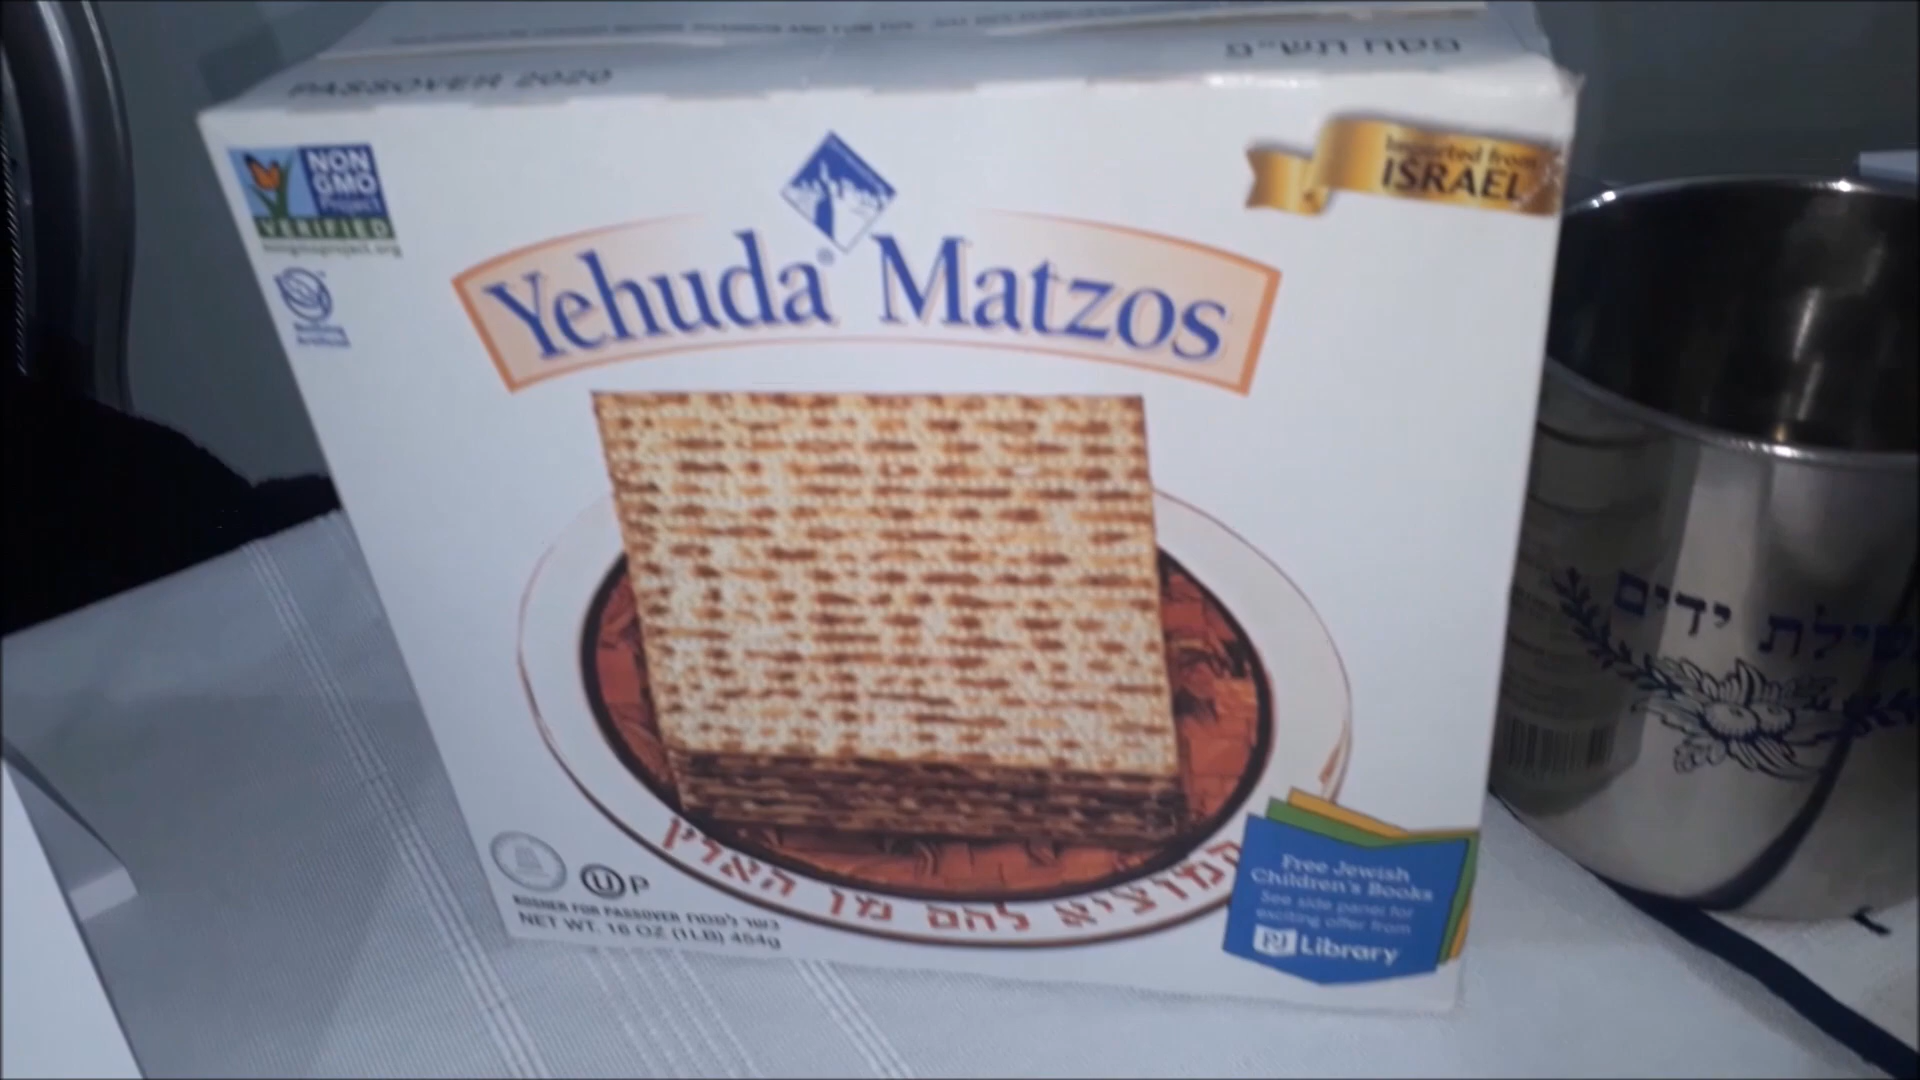 PASSOVER 2020
פסח תש"פ
NON
GMO
Project
VERIFIED
nongmoproject.org
Imported from
ISRAEL
Yehuda® Matzos
המוציא לחם מן הארץ
UP
KOSHER FOR PASSOVER כשר לפסח
NET WT. 16 OZ (1LB) 454g
Free Jewish
Children's Books
See side panel for
exciting offer from
PJ Library
ידים